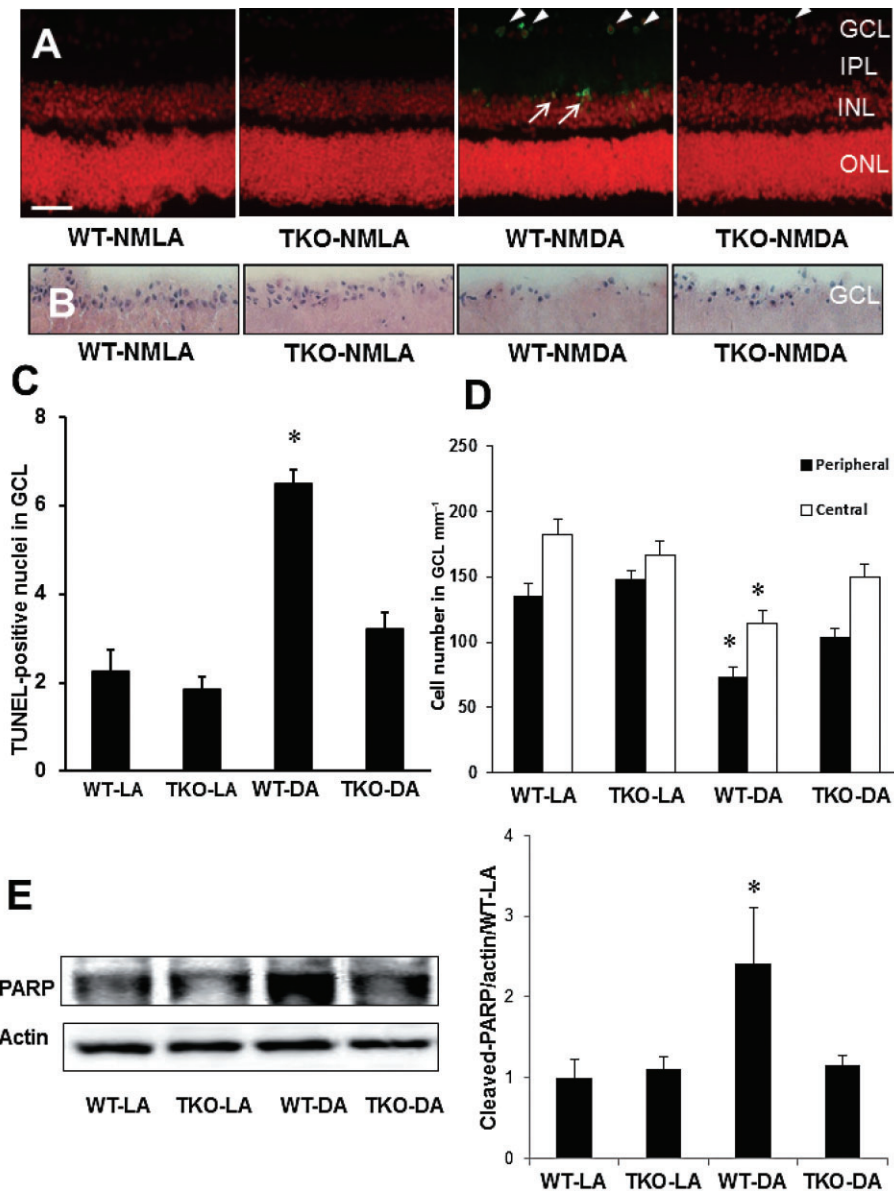 A
GCL
IPL
INL
ONL
WT-NMLA TKO-NMLA WT-NMDA TKO-NMDA
B
GCL
WT-NMLA TKO-NMLA WT-NMDA TKO-NMDA
C
TUNEL-positive nuclei in GCL
8
6
4
2
0
*
WT-LA TKO-LA WT-DA TKO-DA
D
Cell number in GCL mm⁻¹
250
200
150
100
50
0
Peripheral
Central
*
*
WT-LA TKO-LA WT-DA TKO-DA
E
PARP
Actin
WT-LA TKO-LA WT-DA TKO-DA
Cleaved-PARP/actin/WT-LA
4
3
2
1
0
*
WT-LA TKO-LA WT-DA TKO-DA